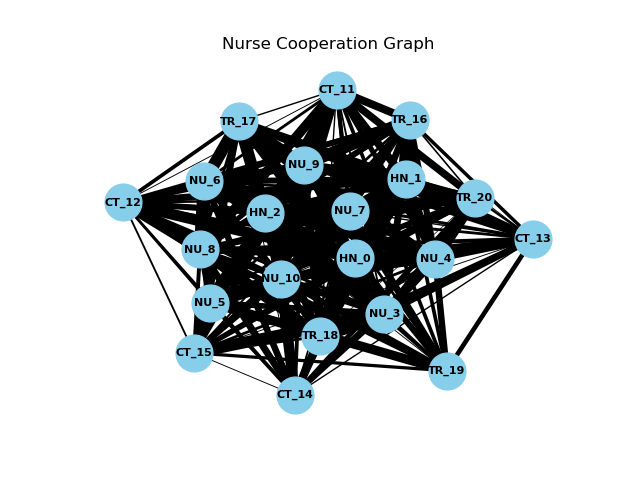 Nurse Cooperation Graph
CT_11
TR_17
TR_16
NU_9
NU_6
HN_1
TR_20
CT_12
HN_2
NU_7
CT_13
NU_8
HN_0
NU_4
NU_10
NU_5
NU_3
TR_18
CT_15
TR_19
CT_14